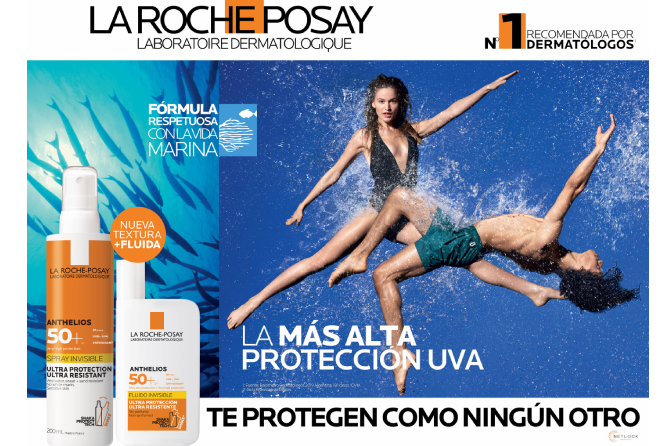 LA ROCHE POSAY
LABORATOIRE DERMATOLOGIQUE
Nº1 RECOMENDADA POR
DERMATÓLOGOS
FÓRMULA
RESPETUOSA
CON LA VIDA
MARINA
NUEVA
TEXTURA
+FLUIDA
LA ROCHE-POSAY
LABORATOIRE DERMATOLOGIQUE
ANTHELIOS
50+
SPRAY INVISIBLE
ULTRA PROTECTION
ULTRA RESISTANT
200mL
LA ROCHE-POSAY
LABORATOIRE DERMATOLOGIQUE
ANTHELIOS
50+
FLUIDO INVISIBLE
ULTRA PROTECCIÓN
ULTRA RESISTENTE
LA MÁS ALTA
PROTECCIÓN UVA
TE PROTEGEN COMO NINGÚN OTRO
NETLOCK